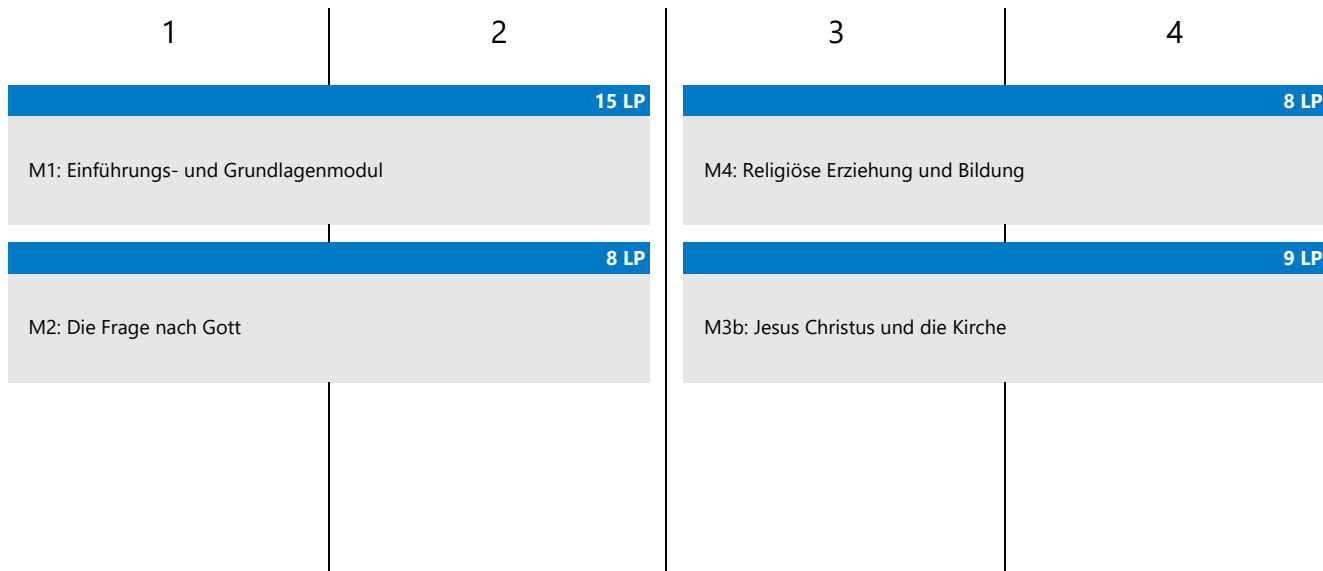 1
2
3
4
15 LP
M1: Einführungs- und Grundlagenmodul
8 LP
M4: Religiöse Erziehung und Bildung
8 LP
M2: Die Frage nach Gott
9 LP
M3b: Jesus Christus und die Kirche